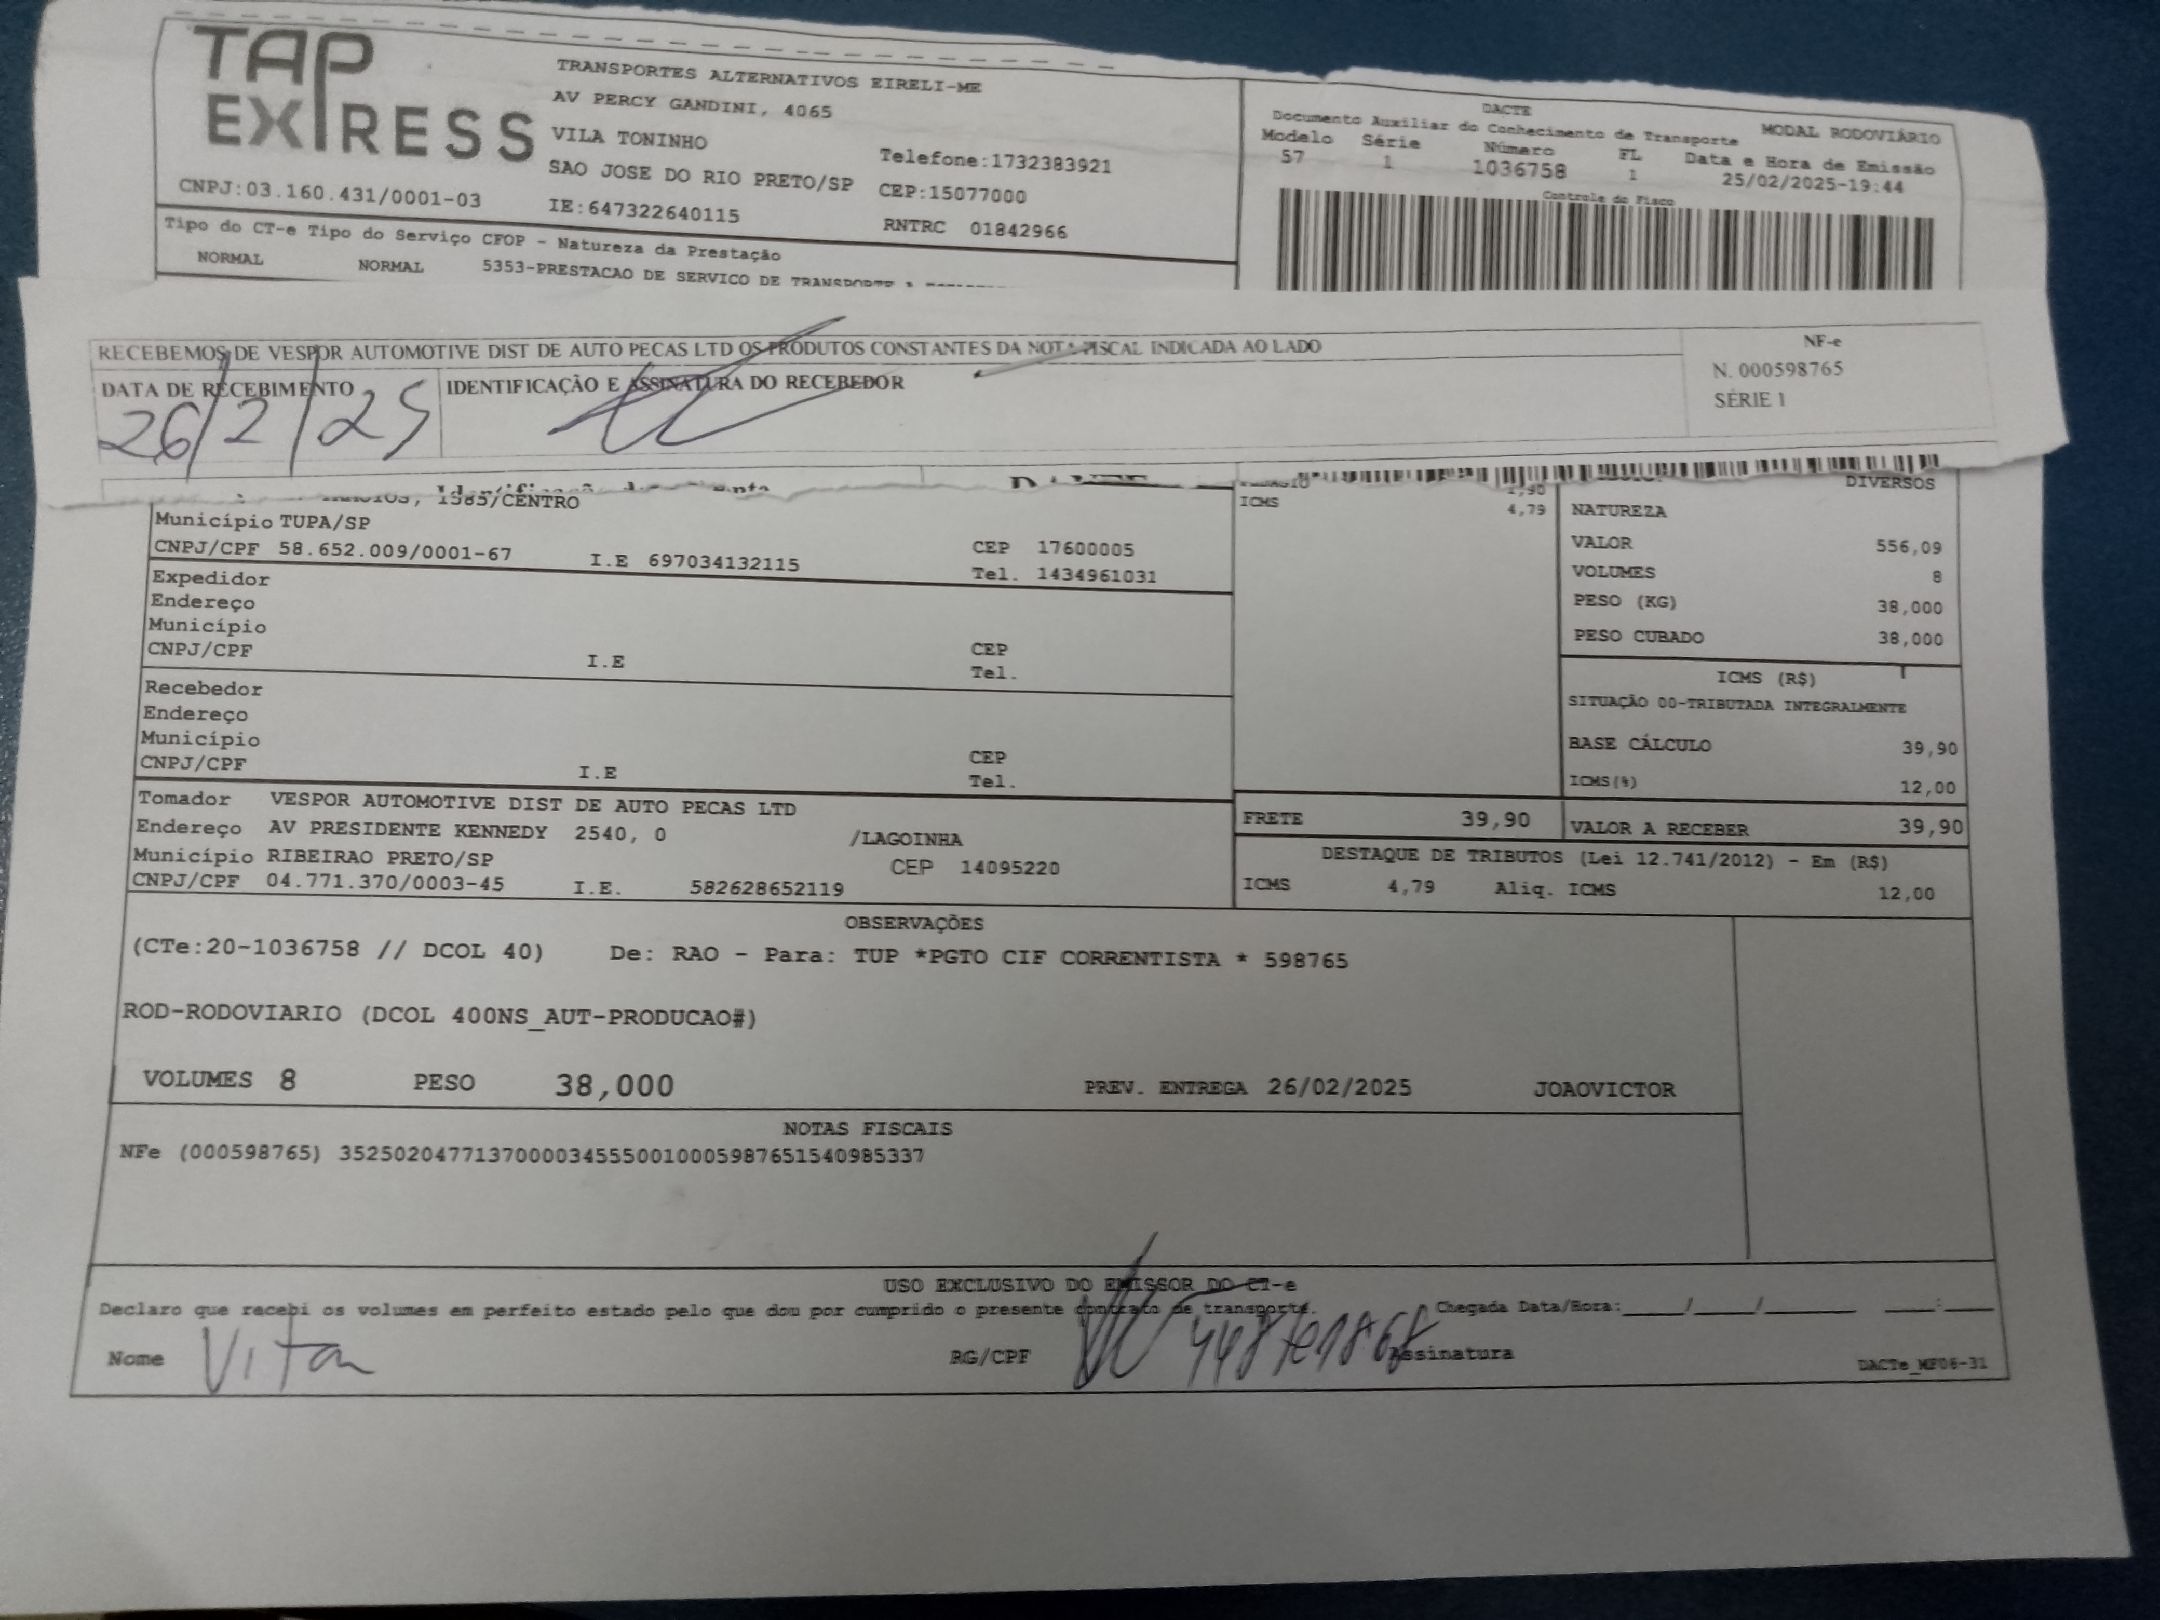 TAP EXPRESS
TRANSPORTES ALTERNATIVOS EIRELI-ME
AV PERCY GANDINI, 4065
VILA TONINHO
Telefone:1732383921
SAO JOSE DO RIO PRETO/SP CEP:15077000
CNPJ:03.160.431/0001-03 IE:647322640115 RNTRC 01842966
DACTE
Documento Auxiliar do Conhecimento de Transporte MODAL RODOVIÁRIO
Modelo Série Número FL Data e Hora de Emissão
57 1 1036758 1 25/02/2025-19:44
Controle do Fisco
Tipo do CT-e Tipo do Serviço CFOP - Natureza da Prestação
NORMAL NORMAL 5353-PRESTACAO DE SERVICO DE TRANSPORTE
RECEBEMOS DE VESPOR AUTOMOTIVE DIST DE AUTO PECAS LTD OS PRODUTOS CONSTANTES DA NOTA FISCAL INDICADA AO LADO
NF-e
N. 000598765
SÉRIE 1
DATA DE RECEBIMENTO IDENTIFICAÇÃO E ASSINATURA DO RECEBEDOR
26/2/25
1985/CENTRO
Município TUPA/SP
CNPJ/CPF 58.652.009/0001-67 I.E 697034132115 CEP 17600005
Tel. 1434961031
Expedidor
Endereço
Município
CNPJ/CPF I.E CEP
Tel.
Recebedor
Endereço
Município
CNPJ/CPF I.E CEP
Tel.
Tomador VESPOR AUTOMOTIVE DIST DE AUTO PECAS LTD
Endereço AV PRESIDENTE KENNEDY 2540, 0 /LAGOINHA
Município RIBEIRAO PRETO/SP CEP 14095220
CNPJ/CPF 04.771.370/0003-45 I.E. 582628652119
1,90
ICMS 4,79
DIVERSOS
NATUREZA
VALOR 556,09
VOLUMES 8
PESO (KG) 38,000
PESO CUBADO 38,000
ICMS (R$)
SITUAÇÃO 00-TRIBUTADA INTEGRALMENTE
BASE CÁLCULO 39,90
ICMS(%) 12,00
FRETE 39,90 VALOR A RECEBER 39,90
DESTAQUE DE TRIBUTOS (Lei 12.741/2012) - Em (R$)
ICMS 4,79 Aliq. ICMS 12,00
OBSERVAÇÕES
(CTe:20-1036758 // DCOL 40) De: RAO - Para: TUP *PGTO CIF CORRENTISTA * 598765
ROD-RODOVIARIO (DCOL 400NS_AUT-PRODUCAO#)
VOLUMES 8 PESO 38,000 PREV. ENTREGA 26/02/2025 JOAOVICTOR
NOTAS FISCAIS
NFe (000598765) 35250204771370000345550010005987651540985337
USO EXCLUSIVO DO EMISSOR DO CT-e
Declaro que recebi os volumes em perfeito estado pelo que dou por cumprido o presente contrato de transporte. Chegada Data/Hora:____/____/________ ____:____
Nome RG/CPF Assinatura
DACTe_MF06-31